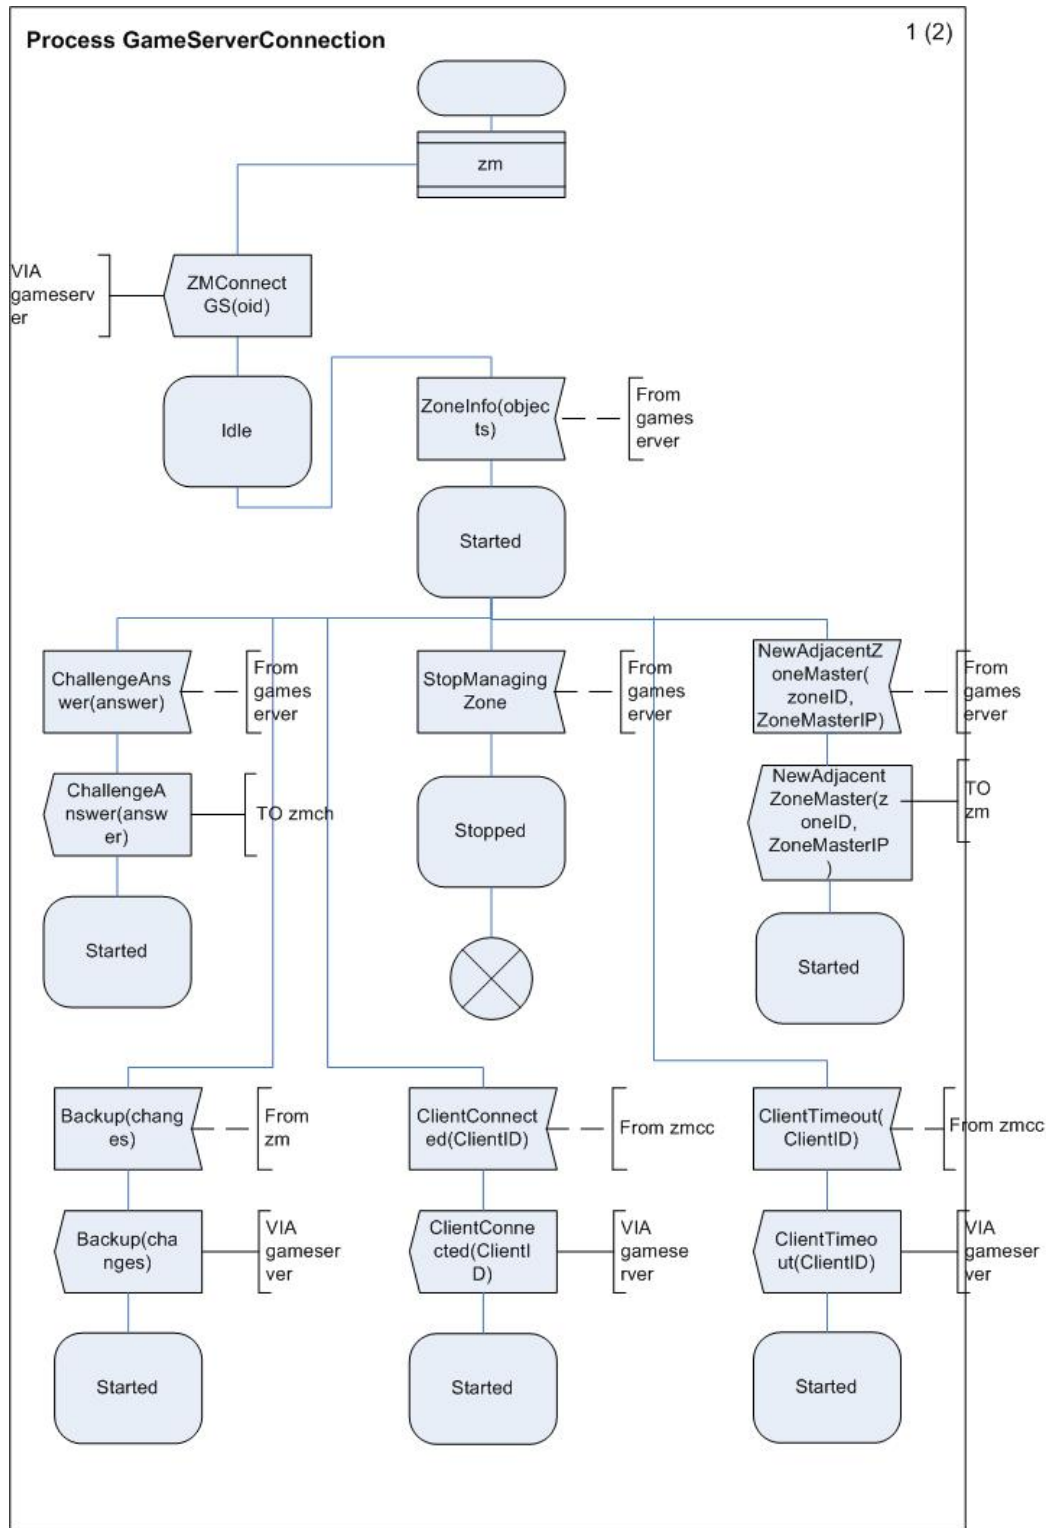 Process GameServerConnection
1 (2)
zm
VIA
gameserv
er
ZMConnect
GS(oid)
Idle
ZoneInfo(objec
ts)
From
games
erver
Started
ChallengeAns
wer(answer)
From
games
erver
StopManaging
Zone
From
games
erver
NewAdjacentZ
oneMaster(
zoneID,
ZoneMasterIP)
From
games
erver
ChallengeA
nswer(answ
er)
TO zmch
Stopped
NewAdjacent
ZoneMaster(z
oneID,
ZoneMasterIP
)
TO
zm
Started
Started
Backup(chang
es)
From
zm
ClientConnect
ed(ClientID)
From zmcc
ClientTimeout(
ClientID)
From zmcc
Backup(cha
nges)
VIA
gameser
ver
ClientConne
cted(ClientI
D)
VIA
gamese
rver
ClientTimeo
ut(ClientID)
VIA
gameser
ver
Started
Started
Started